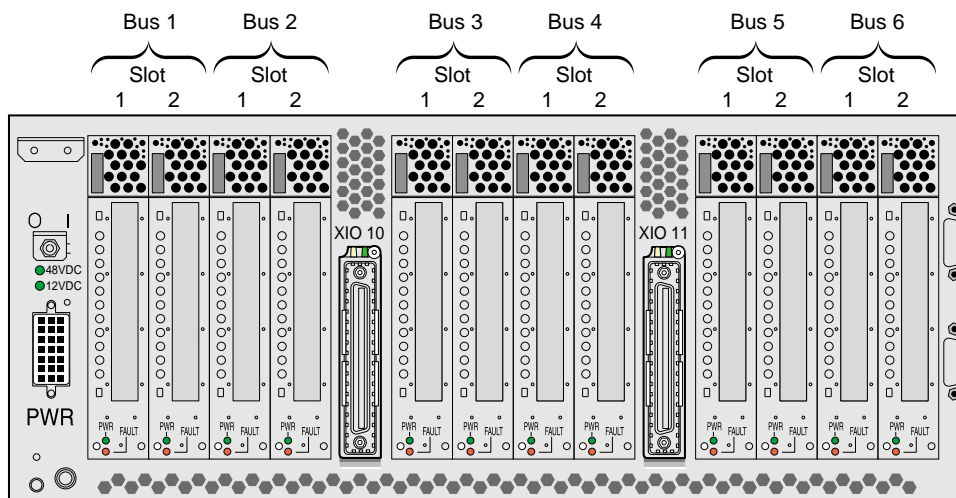 Bus 1 Bus 2 Bus 3 Bus 4 Bus 5 Bus 6
Slot Slot Slot Slot Slot Slot
1 2 1 2 1 2 1 2 1 2 1 2
O I
XIO 10 XIO 11
48VDC
12VDC
PWR
PWR FAULT PWR FAULT PWR FAULT PWR FAULT PWR FAULT PWR FAULT PWR FAULT PWR FAULT PWR FAULT PWR FAULT PWR FAULT PWR FAULT